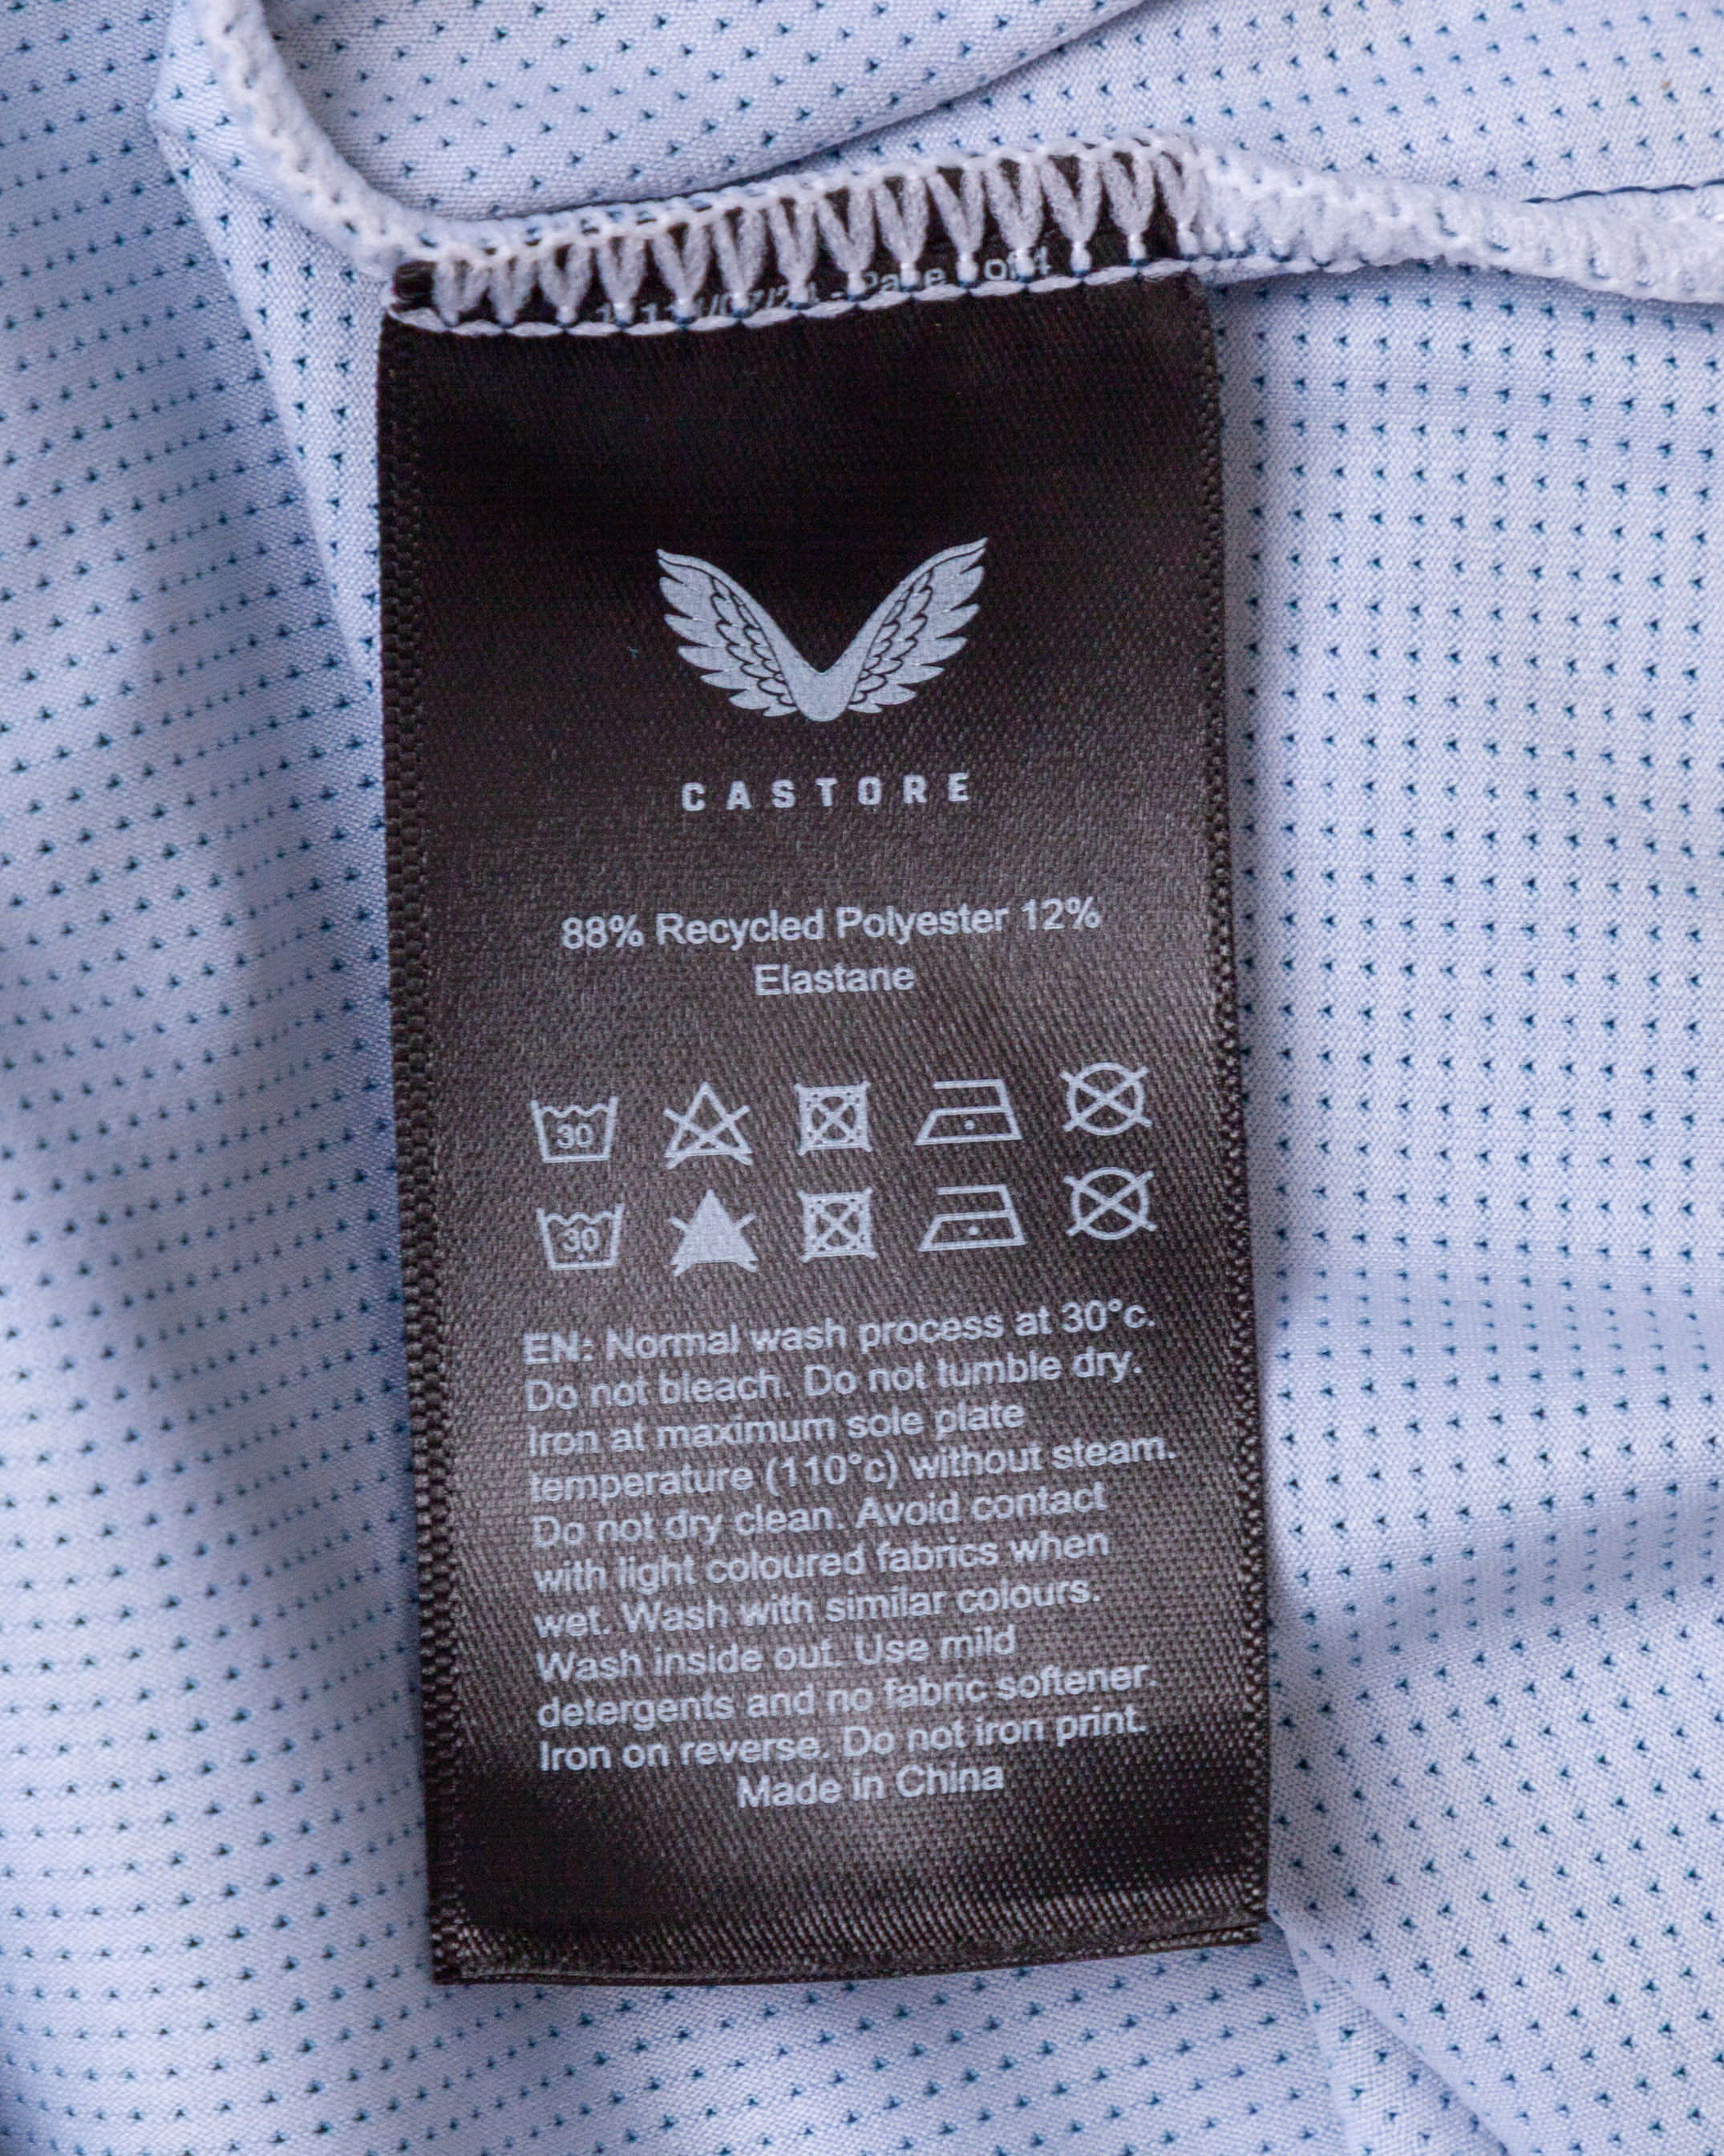 CASTORE
88% Recycled Polyester 12%
Elastane
30
30
EN: Normal wash process at 30°c.
Do not bleach. Do not tumble dry.
Iron at maximum sole plate
temperature (110°c) without steam.
Do not dry clean. Avoid contact
with light coloured fabrics when
wet. Wash with similar colours.
Wash inside out. Use mild
detergents and no fabric softener.
Iron on reverse. Do not iron print.
Made in China